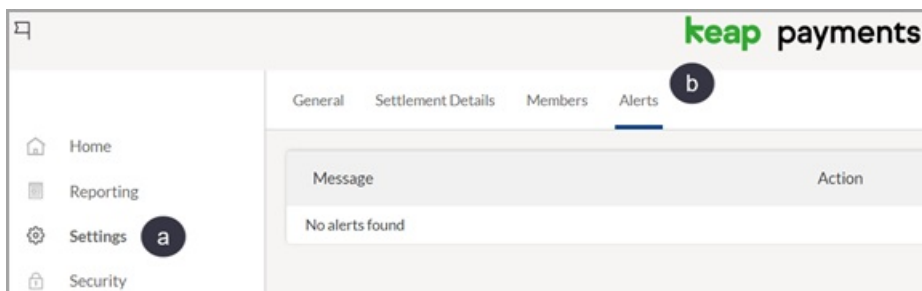 keap payments
b
General Settlement Details Members Alerts
Home
Reporting
Settings a
Security
Message Action
No alerts found